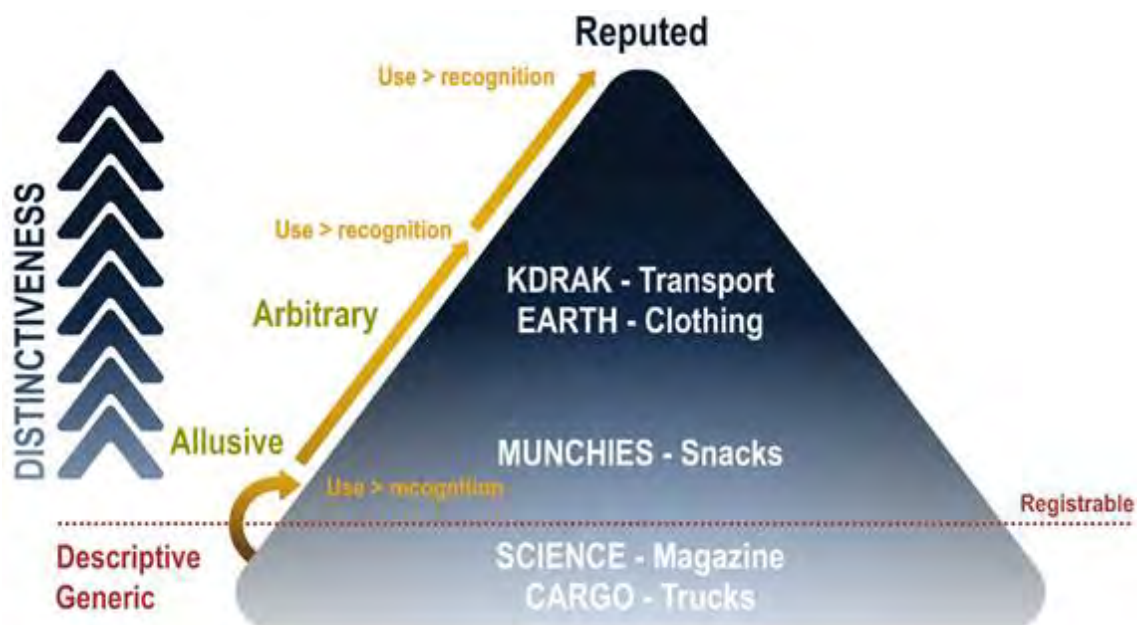 Reputed
Use > recognition
DISTINCTIVENESS
Use > recognition
KDRAK - Transport
Arbitrary
EARTH - Clothing
Allusive
MUNCHIES - Snacks
Use > recognition
Registrable
Descriptive
SCIENCE - Magazine
Generic
CARGO - Trucks